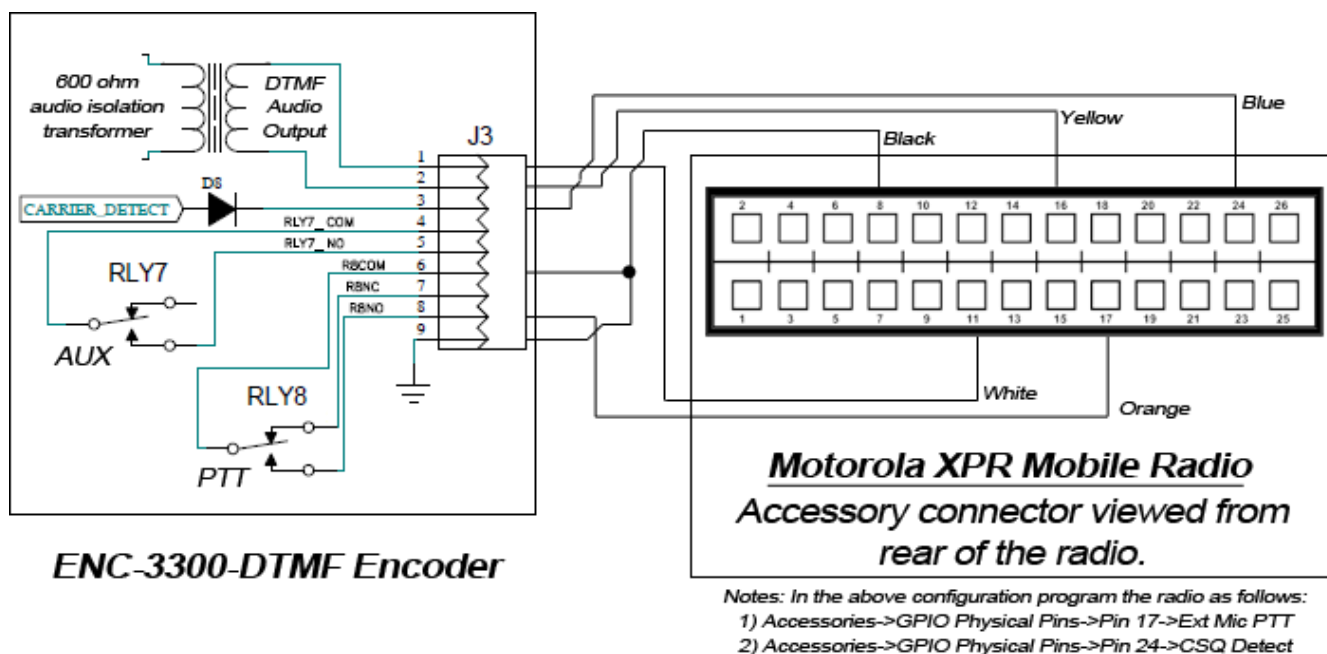 600 ohm
audio isolation
transformer
DTMF
Audio
Output
J3
D8
CARRIER_DETECT
RLY7_COM
RLY7_NO
R8COM
R8NC
R8NO
1
2
3
4
5
6
7
8
9
RLY7
AUX
RLY8
PTT
ENC-3300-DTMF Encoder
Blue
Yellow
Black
2 4 6 8 10 12 14 16 18 20 22 24 26
1 3 5 7 9 11 13 15 17 19 21 23 25
White
Orange
Motorola XPR Mobile Radio
Accessory connector viewed from
rear of the radio.
Notes: In the above configuration program the radio as follows:
1) Accessories->GPIO Physical Pins->Pin 17->Ext Mic PTT
2) Accessories->GPIO Physical Pins->Pin 24->CSQ Detect